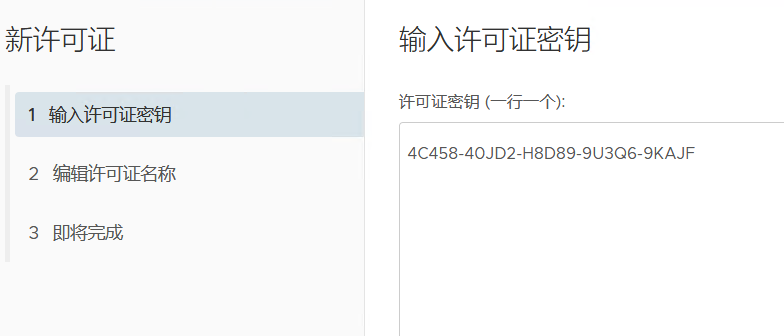 新许可证
1 输入许可证密钥
2 编辑许可证名称
3 即将完成
输入许可证密钥
许可证密钥 (一行一个):
4C458-40JD2-H8D89-9U3Q6-9KAJF